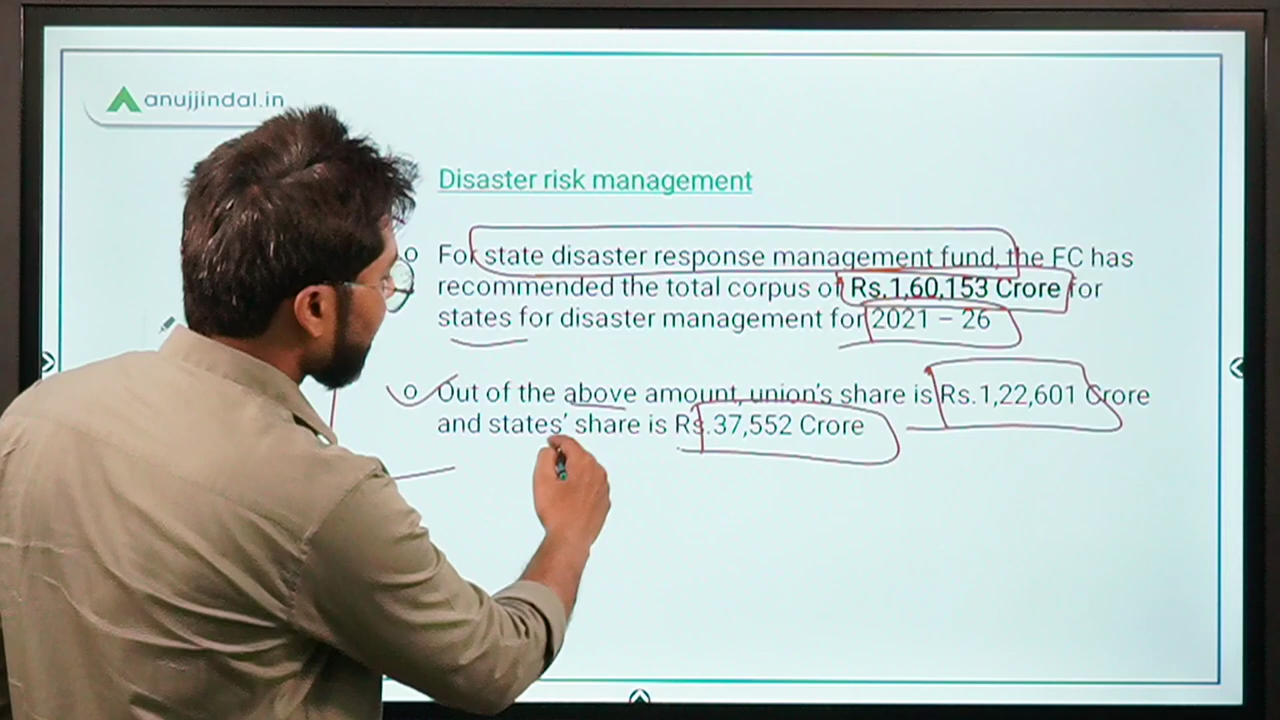 anujjindal.in
Disaster risk management
o For state disaster response management fund, the FC has
recommended the total corpus of Rs.1,60,153 Crore for
states for disaster management for 2021 – 26
o Out of the above amount, union's share is Rs.1,22,601 Crore
and states' share is Rs.37,552 Crore